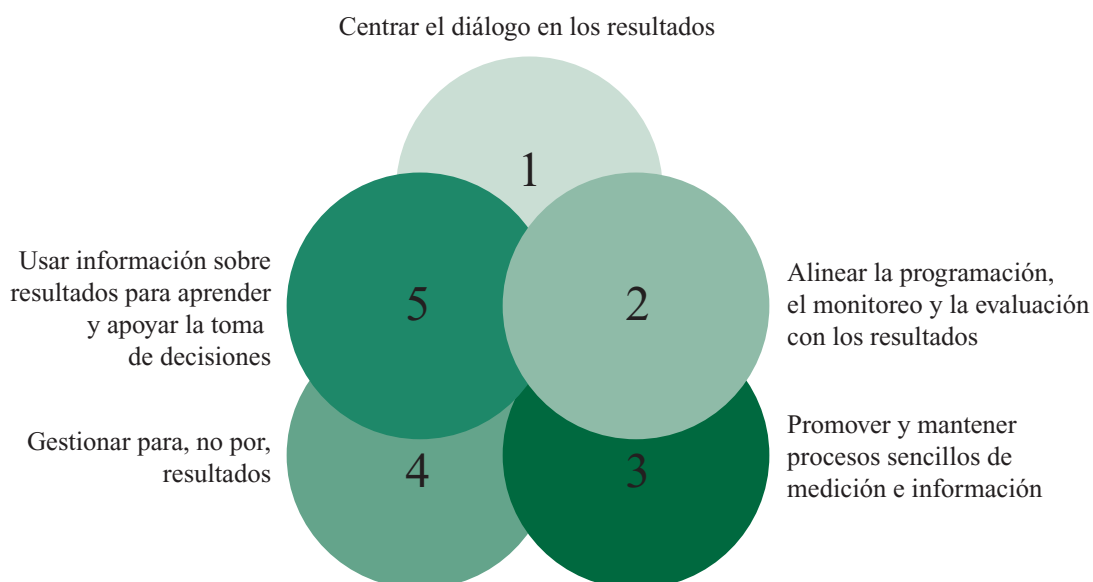 Centrar el diálogo en los resultados
1
Usar información sobre
resultados para aprender
y apoyar la toma
de decisiones
5
2
Alinear la programación,
el monitoreo y la evaluación
con los resultados
Gestionar para, no por,
resultados
4
3
Promover y mantener
procesos sencillos de
medición e información